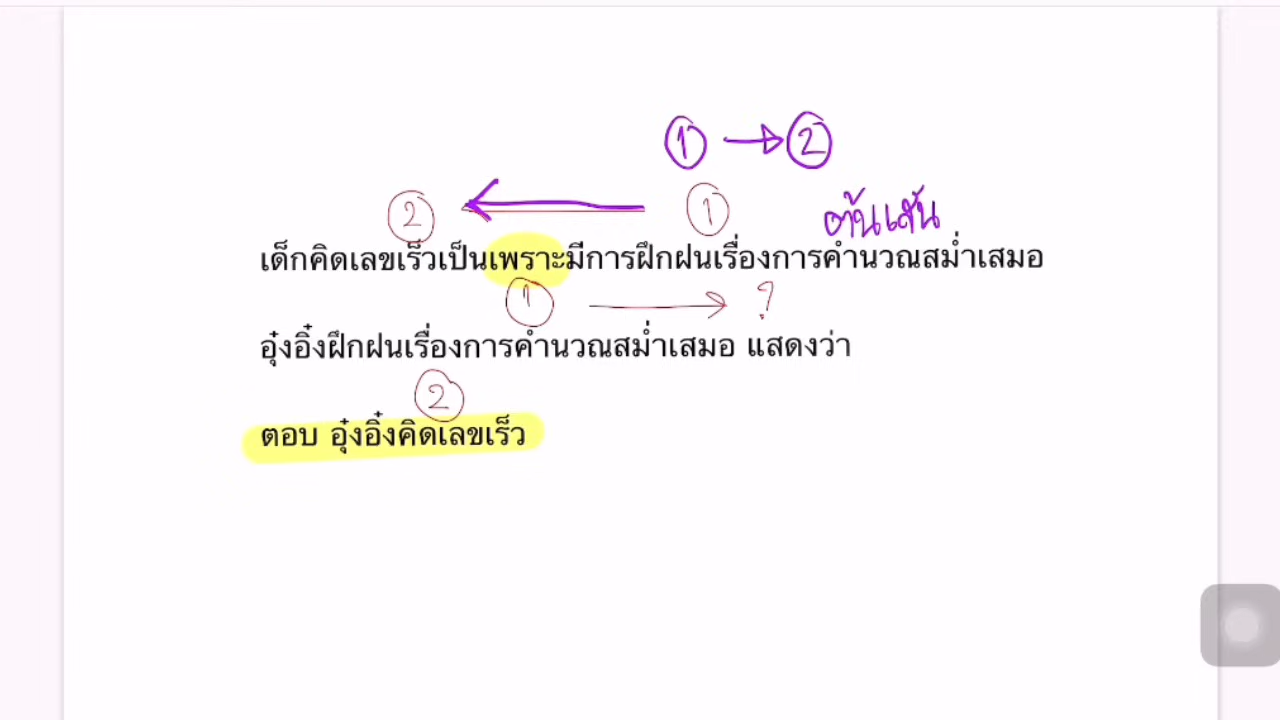 ① → ②
② ← ① ต้นเส้น
เด็กคิดเลขเร็วเป็นเพราะมีการฝึกฝนเรื่องการคำนวณสม่ำเสมอ
① → ?
อุ๋งอิ๋งฝึกฝนเรื่องการคำนวณสม่ำเสมอ แสดงว่า
②
ตอบ อุ๋งอิ๋งคิดเลขเร็ว